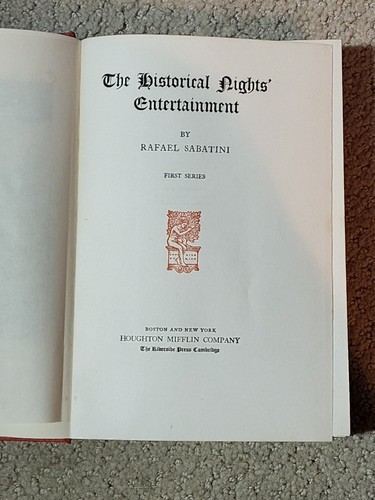 The Historical Nights'
Entertainment
BY
RAFAEL SABATINI
FIRST SERIES
BOSTON AND NEW YORK
HOUGHTON MIFFLIN COMPANY
The Riverside Press Cambridge